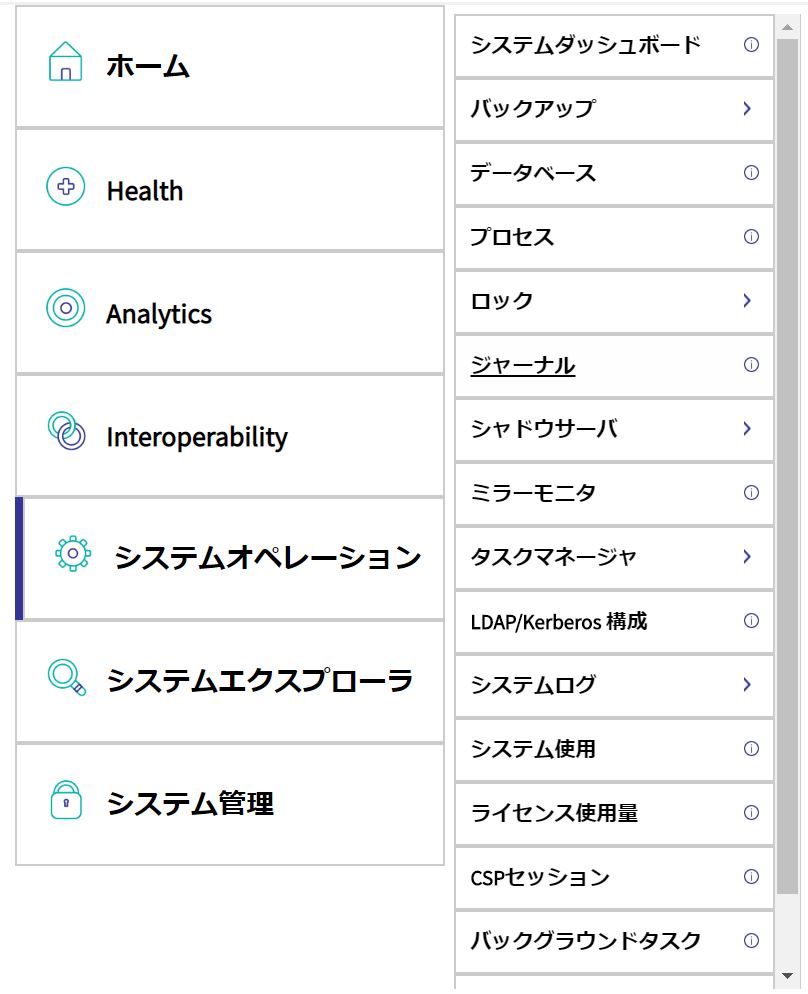 ホーム
Health
Analytics
Interoperability
システムオペレーション
システムエクスプローラ
システム管理
システムダッシュボード
バックアップ
データベース
プロセス
ロック
ジャーナル
シャドウサーバ
ミラーモニタ
タスクマネージャ
LDAP/Kerberos 構成
システムログ
システム使用
ライセンス使用量
CSPセッション
バックグラウンドタスク